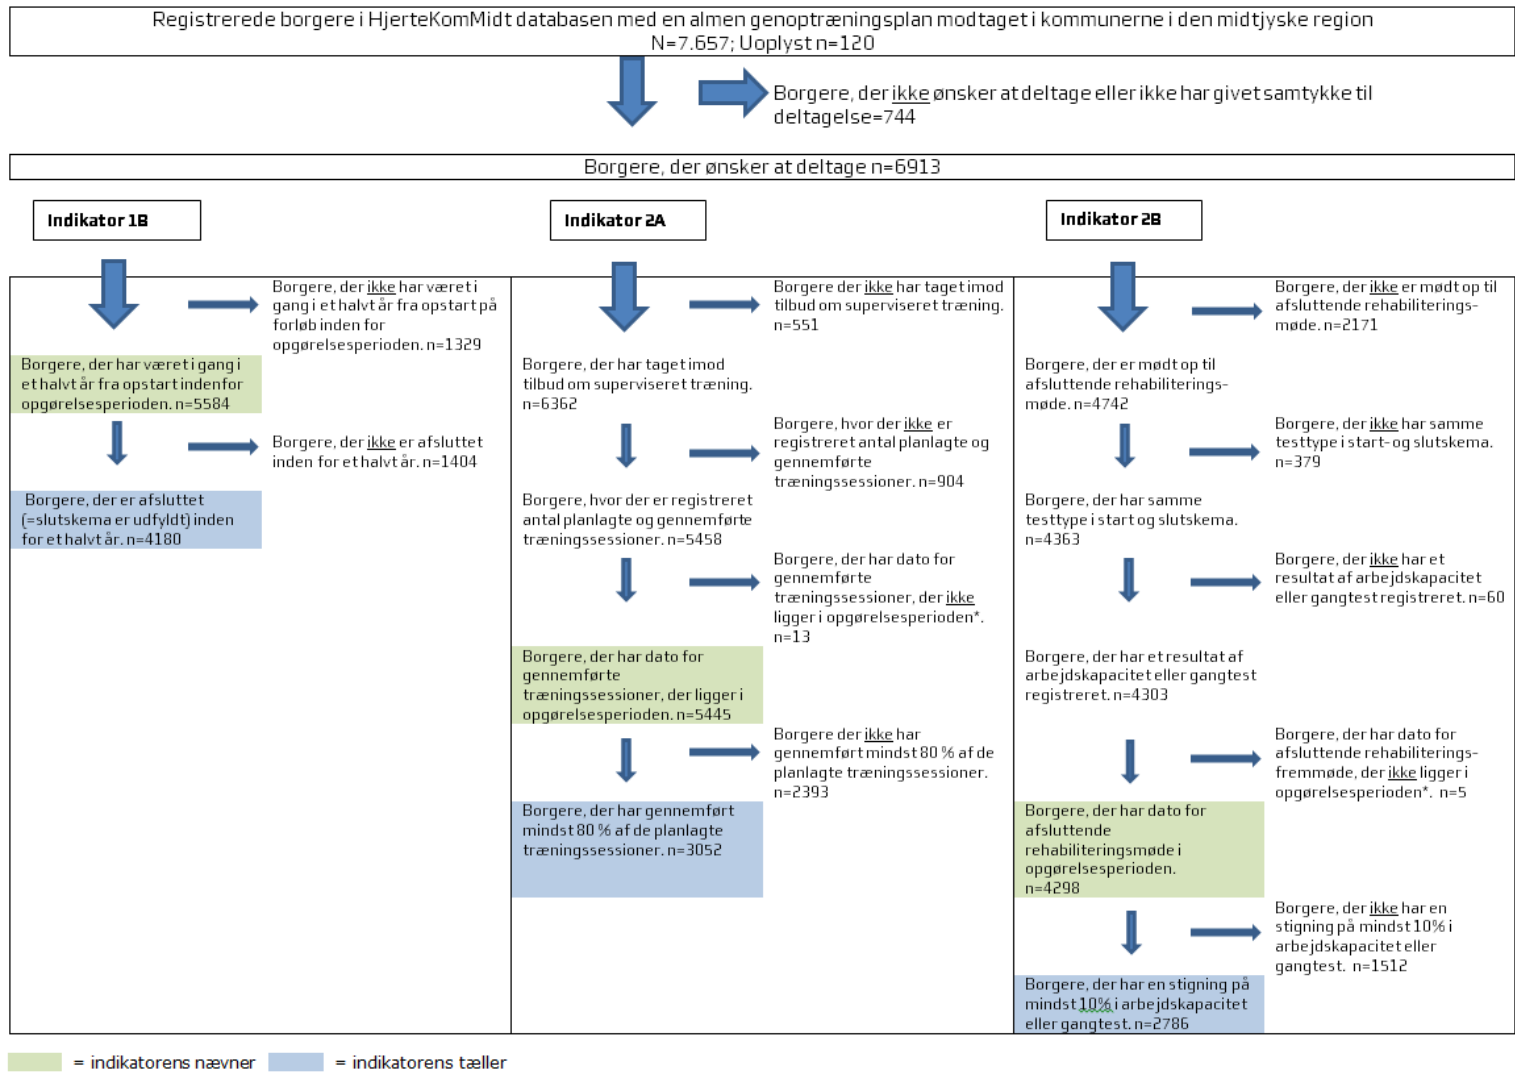 Registrerede borgere i HjerteKomMidt databasen med en almen genoptræningsplan modtaget i kommunerne i den midtjyske region
N=7.657; Uoplyst n=120
Borgere, der ikke ønsker at deltage eller ikke har givet samtykke til
deltagelse=744
Borgere, der ønsker at deltage n=6913
Indikator 1B
Borgere, der ikke har været i
gang i et halvt år fra opstart på
forløb inden for
opgørelsesperioden. n=1329
Borgere, der har været i gang i
et halvt år fra opstart indenfor
opgørelsesperioden. n=5584
Borgere, der ikke er afsluttet
inden for et halvt år. n=1404
Borgere, der er afsluttet
(=slutskema er udfyldt) inden
for et halvt år. n=4180
Indikator 2A
Borgere der ikke har taget imod
tilbud om superviseret træning.
n=551
Borgere, der har taget imod
tilbud om superviseret træning.
n=6362
Borgere, hvor der ikke er
registreret antal planlagte og
gennemførte
træningssessioner. n=904
Borgere, hvor der er registreret
antal planlagte og gennemførte
træningssessioner. n=5458
Borgere, der har dato for
gennemførte
træningssessioner, der ikke
ligger i opgørelsesperioden*.
n=13
Borgere, der har dato for
gennemførte
træningssessioner, der ligger i
opgørelsesperioden. n=5445
Borgere der ikke har
gennemført mindst 80 % af de
planlagte træningssessioner.
n=2393
Borgere, der har gennemført
mindst 80 % af de planlagte
træningssessioner. n=3052
Indikator 2B
Borgere, der ikke er mødt op til
afsluttende rehabiliterings-
møde. n=2171
Borgere, der er mødt op til
afsluttende rehabiliterings-
møde. n=4742
Borgere, der ikke har samme
testtype i start- og slutskema.
n=379
Borgere, der har samme
testtype i start og slutskema.
n=4363
Borgere, der ikke har et
resultat af arbejdskapacitet
eller gangtest registreret. n=60
Borgere, der har et resultat af
arbejdskapacitet eller gangtest
registreret. n=4303
Borgere, der har dato for
afsluttende rehabiliterings-
fremmøde, der ikke ligger i
opgørelsesperioden*. n=5
Borgere, der har dato for
afsluttende
rehabiliteringsmøde i
opgørelsesperioden.
n=4298
Borgere, der ikke har en
stigning på mindst 10% i
arbejdskapacitet eller
gangtest. n=1512
Borgere, der har en stigning på
mindst 10% i arbejdskapacitet
eller gangtest. n=2786
= indikatorens nævner
= indikatorens tæller